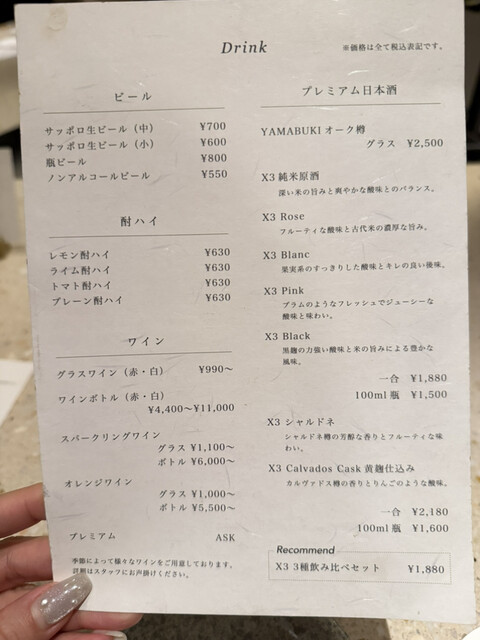 Drink
※価格は全て税込表記です。
ビール
サッポロ生ビール（中） ¥700
サッポロ生ビール（小） ¥600
瓶ビール ¥800
ノンアルコールビール ¥550
酎ハイ
レモン酎ハイ ¥630
ライム酎ハイ ¥630
トマト酎ハイ ¥630
プレーン酎ハイ ¥630
ワイン
グラスワイン（赤・白） ¥990～
ワインボトル（赤・白）
¥4,400～¥11,000
スパークリングワイン
グラス ¥1,100～
ボトル ¥6,000～
オレンジワイン
グラス ¥1,000～
ボトル ¥5,500～
プレミアム ASK
季節によって様々なワインをご用意しております。
詳細はスタッフにお声掛けください。
プレミアム日本酒
YAMABUKI オーク樽
グラス ¥2,500
X3 純米原酒
深い米の旨みと爽やかな酸味とのバランス。
X3 Rose
フルーティな酸味と古代米の濃厚な旨み。
X3 Blanc
果実系のすっきりした酸味とキレの良い後味。
X3 Pink
プラムのようなフレッシュでジューシーな
酸味と味わい。
X3 Black
黒麹の力強い酸味と米の旨みによる豊かな
風味。
一合 ¥1,880
100ml 瓶 ¥1,500
X3 シャルドネ
シャルドネ樽の芳醇な香りとフルーティな味
わい。
X3 Calvados Cask 黄麹仕込み
カルヴァドス樽の香りとりんごのような酸味。
一合 ¥2,180
100ml 瓶 ¥1,600
Recommend
X3 3種飲み比べセット ¥1,880